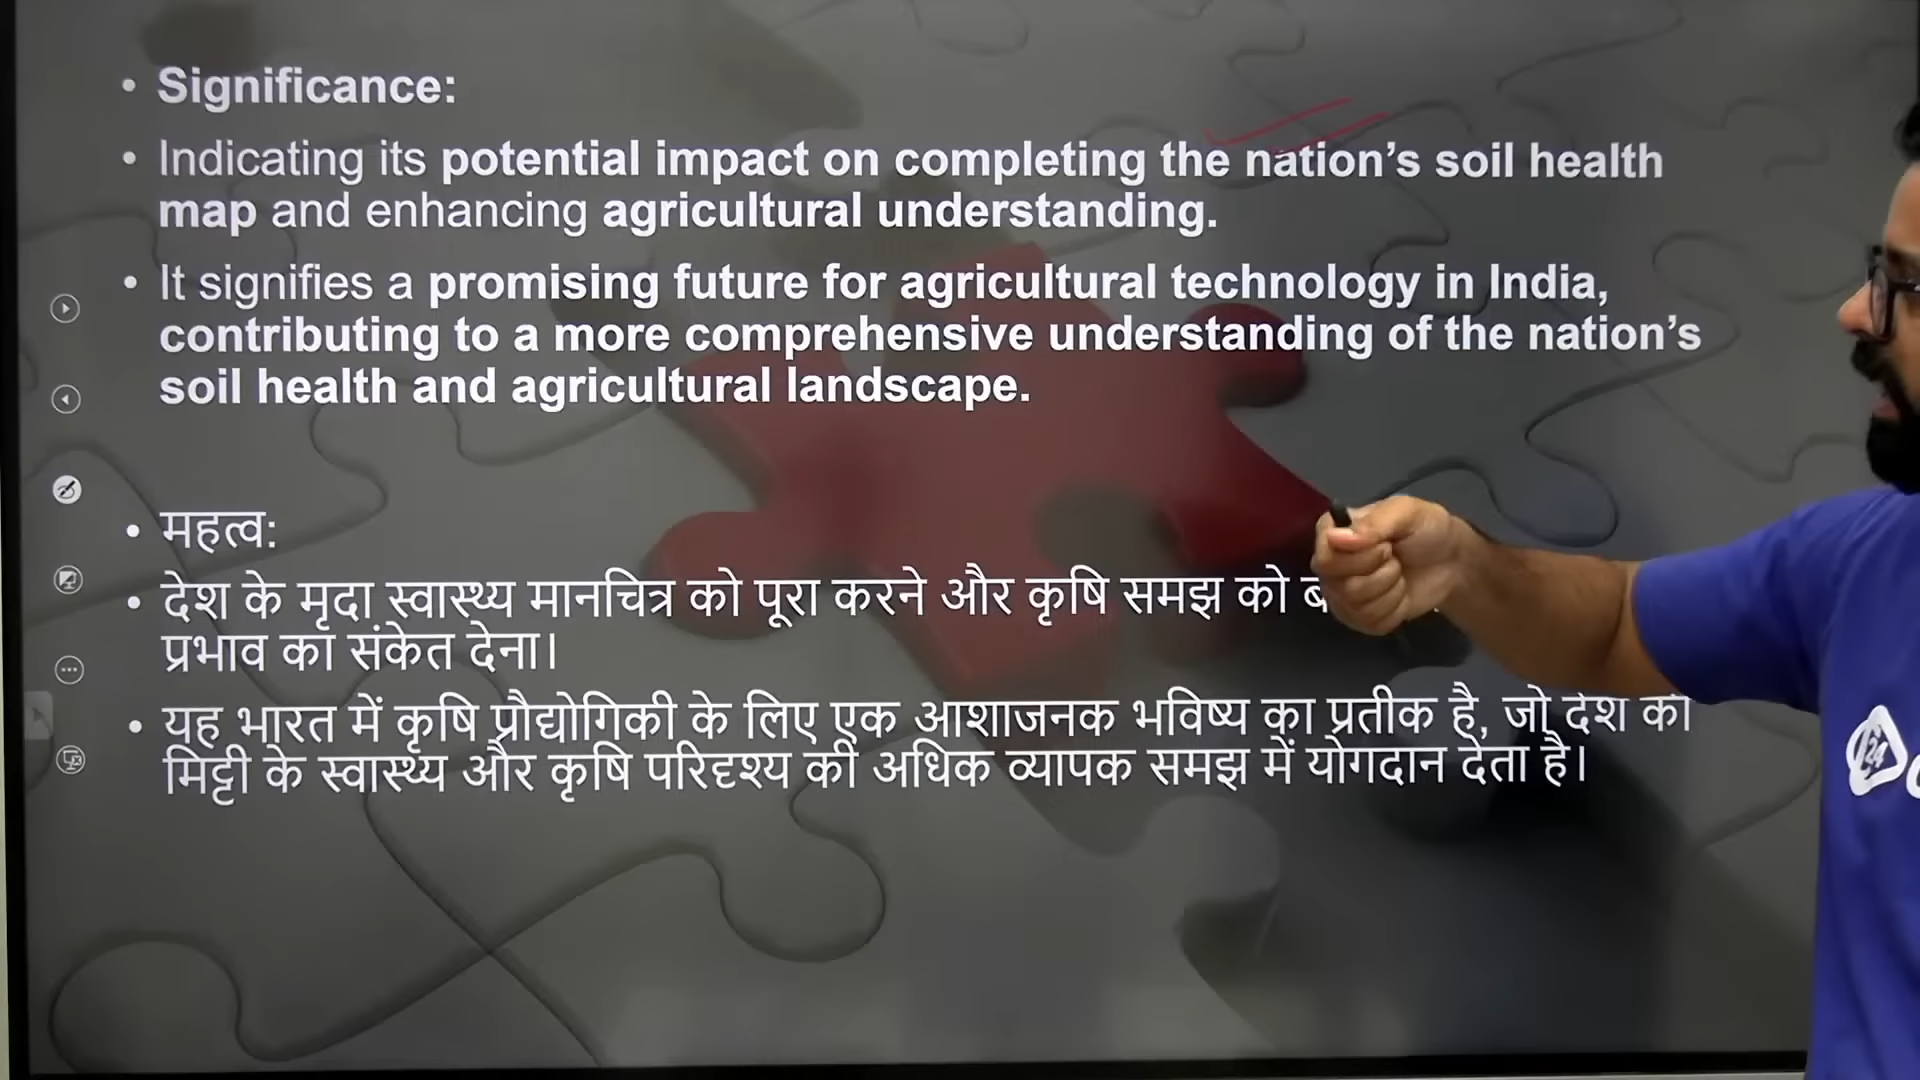 • Significance:
• Indicating its potential impact on completing the nation's soil health
map and enhancing agricultural understanding.
• It signifies a promising future for agricultural technology in India,
contributing to a more comprehensive understanding of the nation's
soil health and agricultural landscape.
• महत्व:
• देश के मृदा स्वास्थ्य मानचित्र को पूरा करने और कृषि समझ को
प्रभाव का संकेत देना।
• यह भारत में कृषि प्रौद्योगिकी के लिए एक आशाजनक भविष्य का प्रतीक है, जो देश की
मिट्टी के स्वास्थ्य और कृषि परिदृश्य की अधिक व्यापक समझ में योगदान देता है।
24